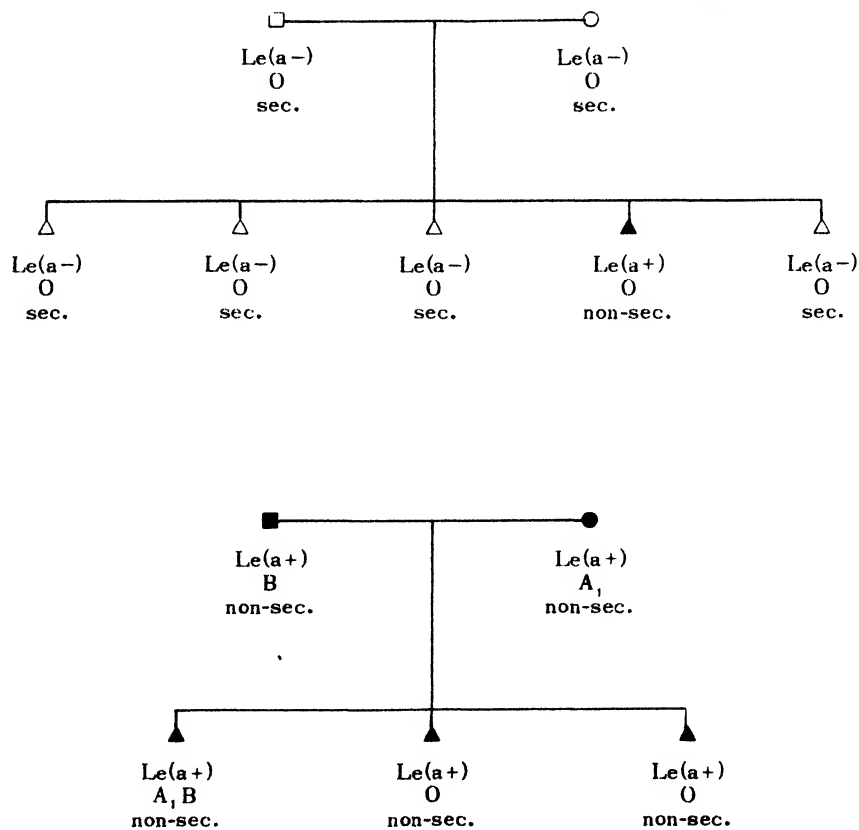 Le(a-) Le(a-)
O O
sec. sec.
Le(a-) Le(a-) Le(a-) Le(a+) Le(a-)
O O O O O
sec. sec. sec. non-sec. sec.
Le(a+) Le(a+)
B A₁
non-sec. non-sec.
Le(a+) Le(a+) Le(a+)
A₁B O O
non-sec. non-sec. non-sec.